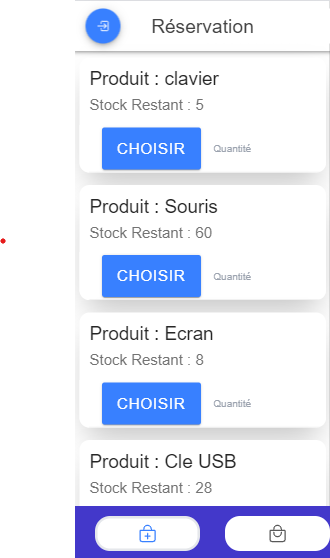 Réservation
Produit : clavier
Stock Restant : 5
CHOISIR Quantité
Produit : Souris
Stock Restant : 60
CHOISIR Quantité
Produit : Ecran
Stock Restant : 8
CHOISIR Quantité
Produit : Cle USB
Stock Restant : 28